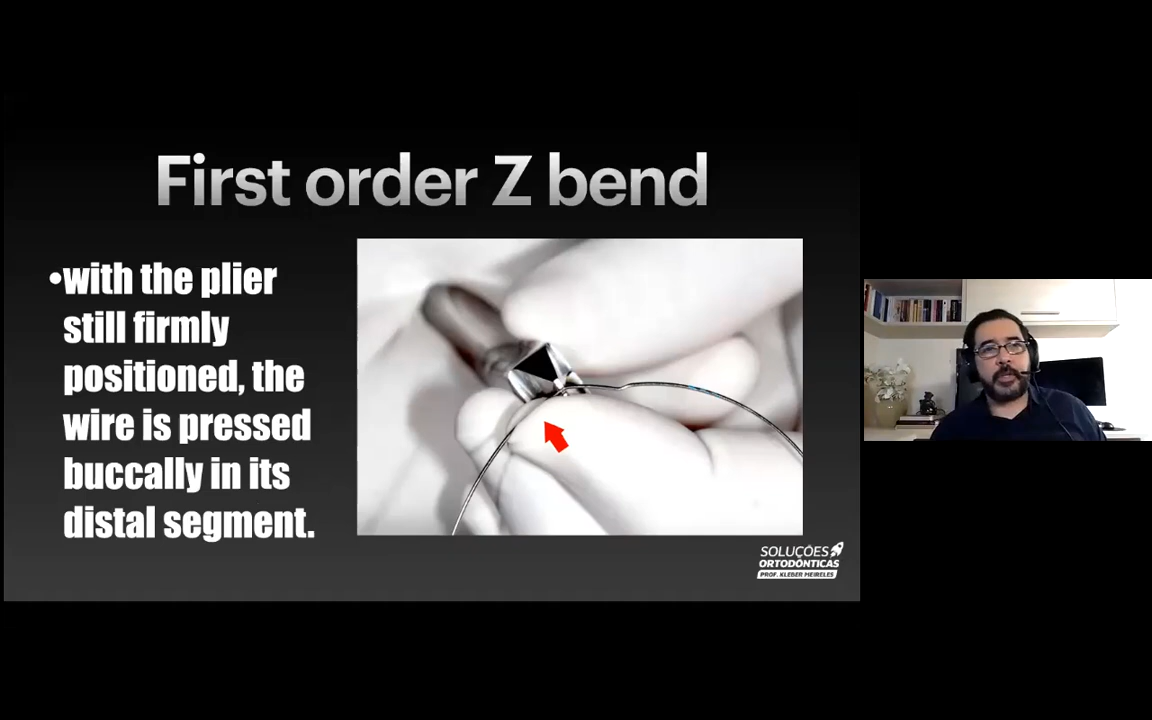 First order Z bend
•with the plier
still firmly
positioned, the
wire is pressed
buccally in its
distal segment.
SOLUÇÕES
ORTODÔNTICAS
PROF. KLEBER MEIRELES